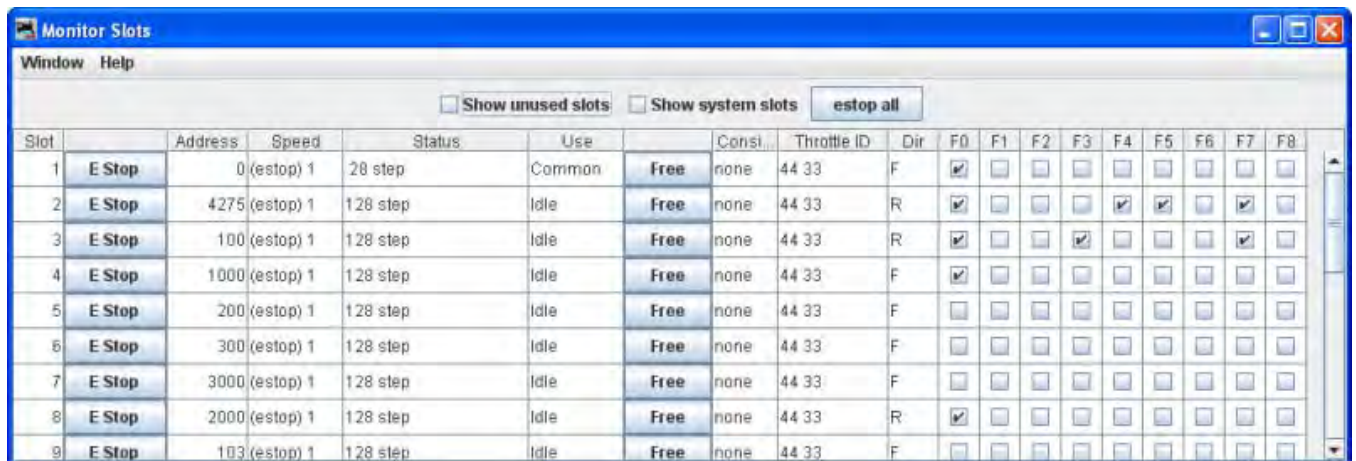 Monitor Slots
Window Help
Show unused slots Show system slots estop all
Slot Address Speed Status Use Consi... Throttle ID Dir F0 F1 F2 F3 F4 F5 F6 F7 F8
1 E Stop 0 (estop) 1 28 step Common Free none 44 33 F
2 E Stop 4275 (estop) 1 128 step Idle Free none 44 33 R
3 E Stop 100 (estop) 1 128 step Idle Free none 44 33 R
4 E Stop 1000 (estop) 1 128 step Idle Free none 44 33 F
5 E Stop 200 (estop) 1 128 step Idle Free none 44 33 F
6 E Stop 300 (estop) 1 128 step Idle Free none 44 33 F
7 E Stop 3000 (estop) 1 128 step Idle Free none 44 33 F
8 E Stop 2000 (estop) 1 128 step Idle Free none 44 33 R
9 E Stop 103 (estop) 1 128 step Idle Free none 44 33 F